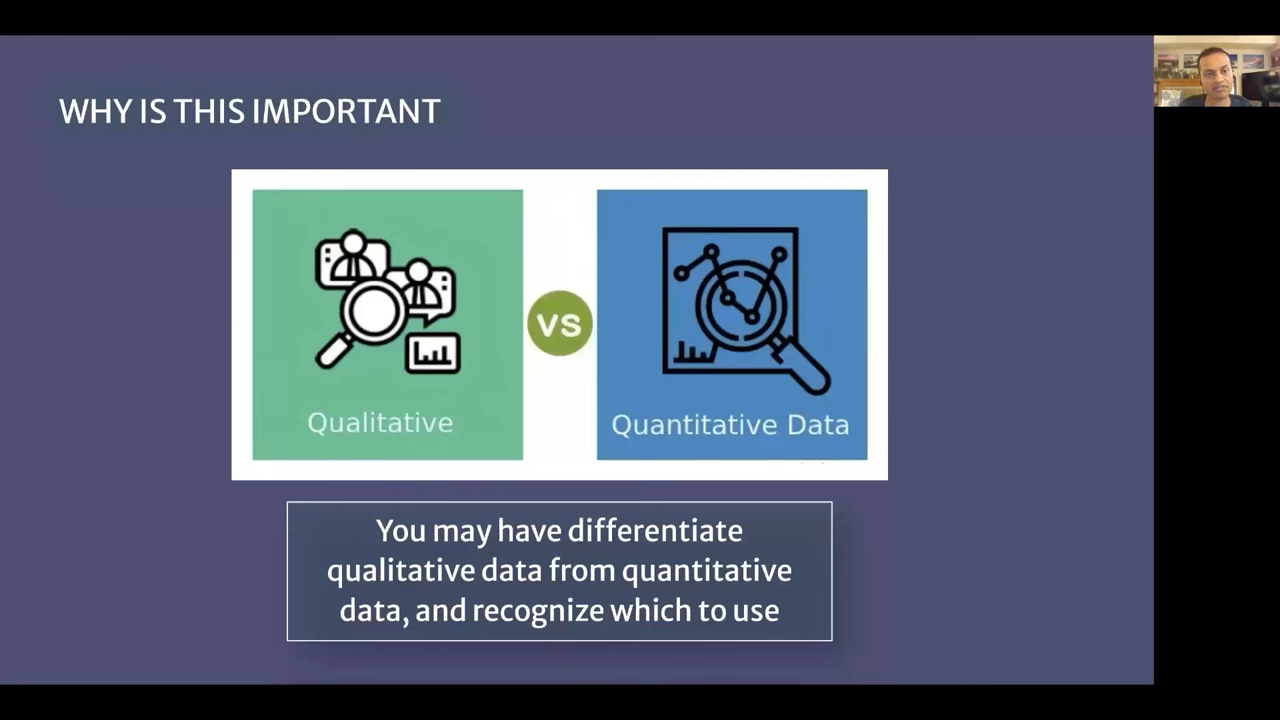 WHY IS THIS IMPORTANT
Qualitative
VS
Quantitative Data
You may have differentiate
qualitative data from quantitative
data, and recognize which to use